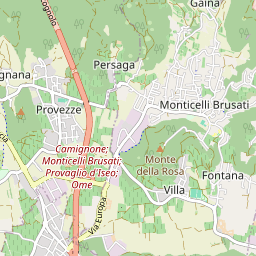 Gaina
ognolo
Persaga
gnana
Provezze
Monticelli Brusati
Camignone;
Monticelli Brusati;
Provaglio d'Iseo;
Ome
Monte
della Rosa
Villa
Fontana
Via Europa